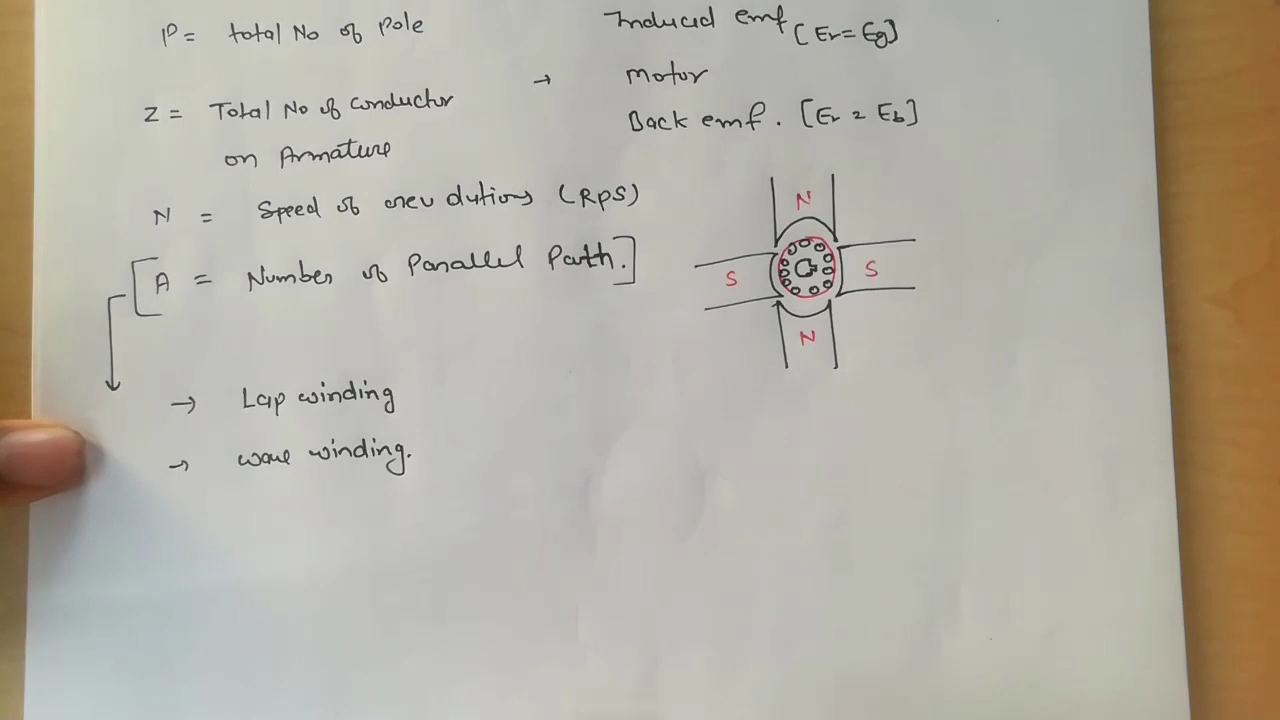 P = total No of Pole
Z = Total No of conductor
on Armature
N = Speed of (RPS)
[A = Number of Parallel Path.]
→ Lap winding
→ wave winding.
Induced emf [Er = Eg]
→ motor
Back emf. [Er = Eb]
N
S
S
N